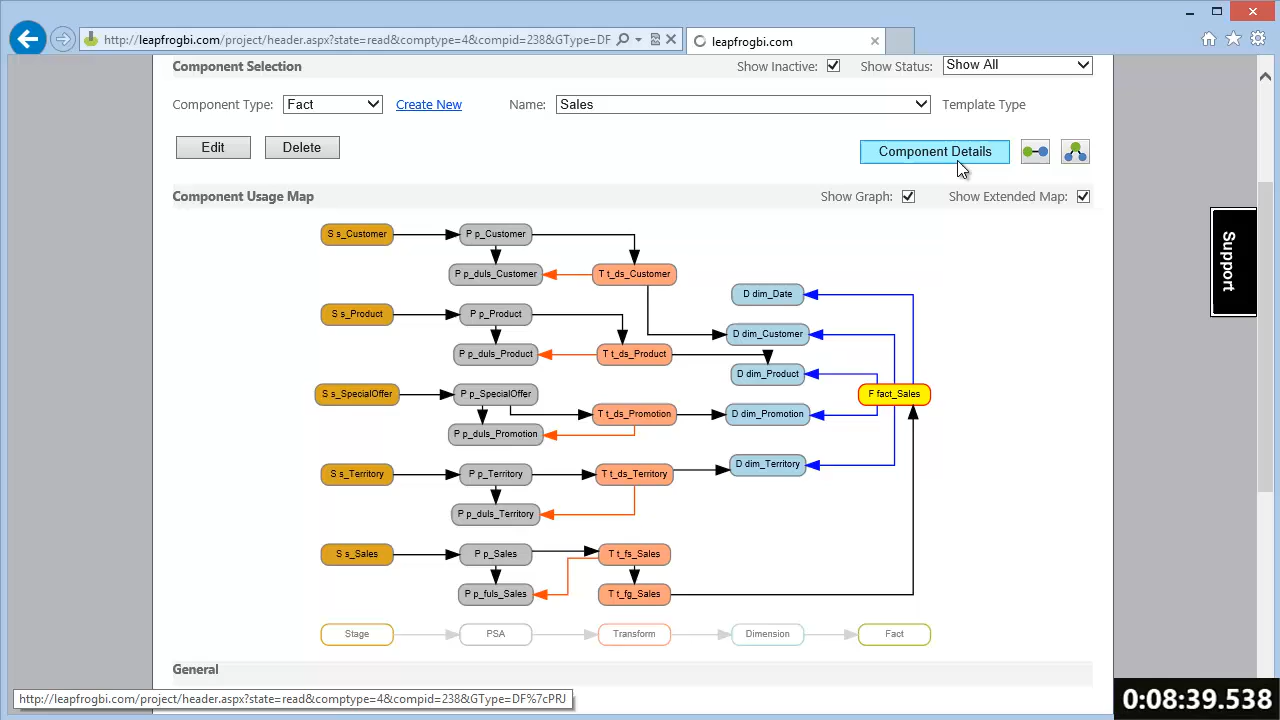 http://leapfrogbi.com/project/header.aspx?state=read&comptype=4&compid=238&GType=DF
leapfrogbi.com
Component Selection
Show Inactive:
Show Status:
Show All
Component Type:
Fact
Create New
Name:
Sales
Template Type
Edit
Delete
Component Details
Component Usage Map
Show Graph:
Show Extended Map:
Support
S s_Customer
P p_Customer
P p_duls_Customer
T t_ds_Customer
D dim_Date
S s_Product
P p_Product
D dim_Customer
P p_duls_Product
T t_ds_Product
D dim_Product
S s_SpecialOffer
P p_SpecialOffer
F fact_Sales
T t_ds_Promotion
D dim_Promotion
P p_duls_Promotion
S s_Territory
P p_Territory
T t_ds_Territory
D dim_Territory
P p_duls_Territory
S s_Sales
P p_Sales
T t_fs_Sales
P p_fuls_Sales
T t_fg_Sales
Stage
PSA
Transform
Dimension
Fact
General
http://leapfrogbi.com/project/header.aspx?state=read&comptype=4&compid=238&GType=DF%7cPRJ
0:08:39.538